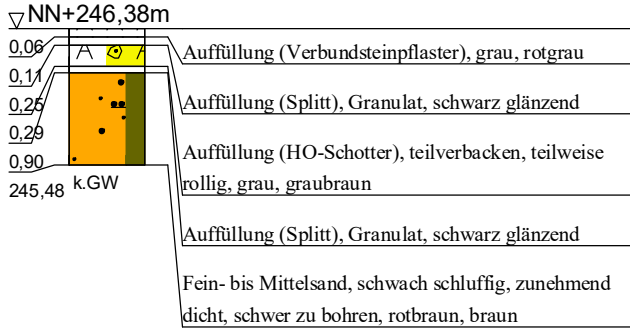 NN+246,38m
0,06
Auffüllung (Verbundsteinpflaster), grau, rotgrau
A A
0,11
Auffüllung (Splitt), Granulat, schwarz glänzend
0,25
0,29
Auffüllung (HO-Schotter), teilverbacken, teilweise
rollig, grau, graubraun
0,90
245,48
k.GW
Auffüllung (Splitt), Granulat, schwarz glänzend
Fein- bis Mittelsand, schwach schluffig, zunehmend
dicht, schwer zu bohren, rotbraun, braun